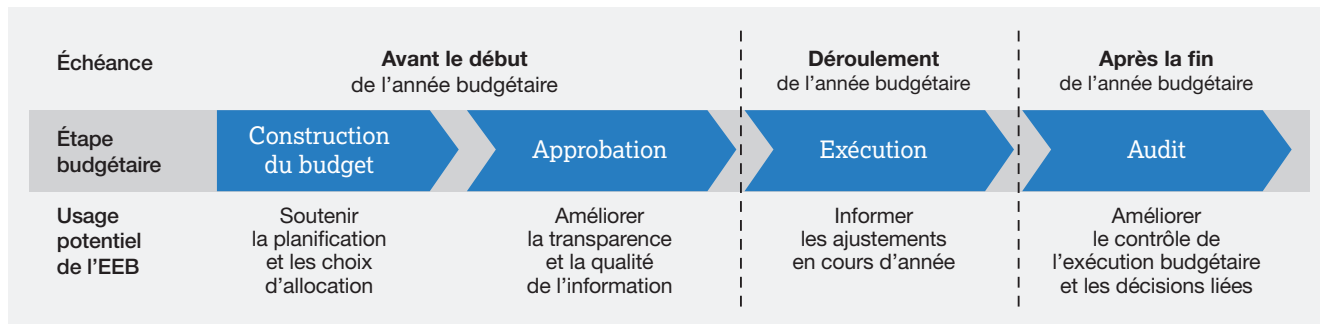 Échéance
Avant le début
de l’année budgétaire
Déroulement
de l’année budgétaire
Après la fin
de l’année budgétaire
Étape
budgétaire
Construction
du budget
Approbation
Exécution
Audit
Usage
potentiel
de l’EEB
Soutenir
la planification
et les choix
d’allocation
Améliorer
la transparence
et la qualité
de l’information
Informer
les ajustements
en cours d’année
Améliorer
le contrôle de
l’exécution budgétaire
et les décisions liées